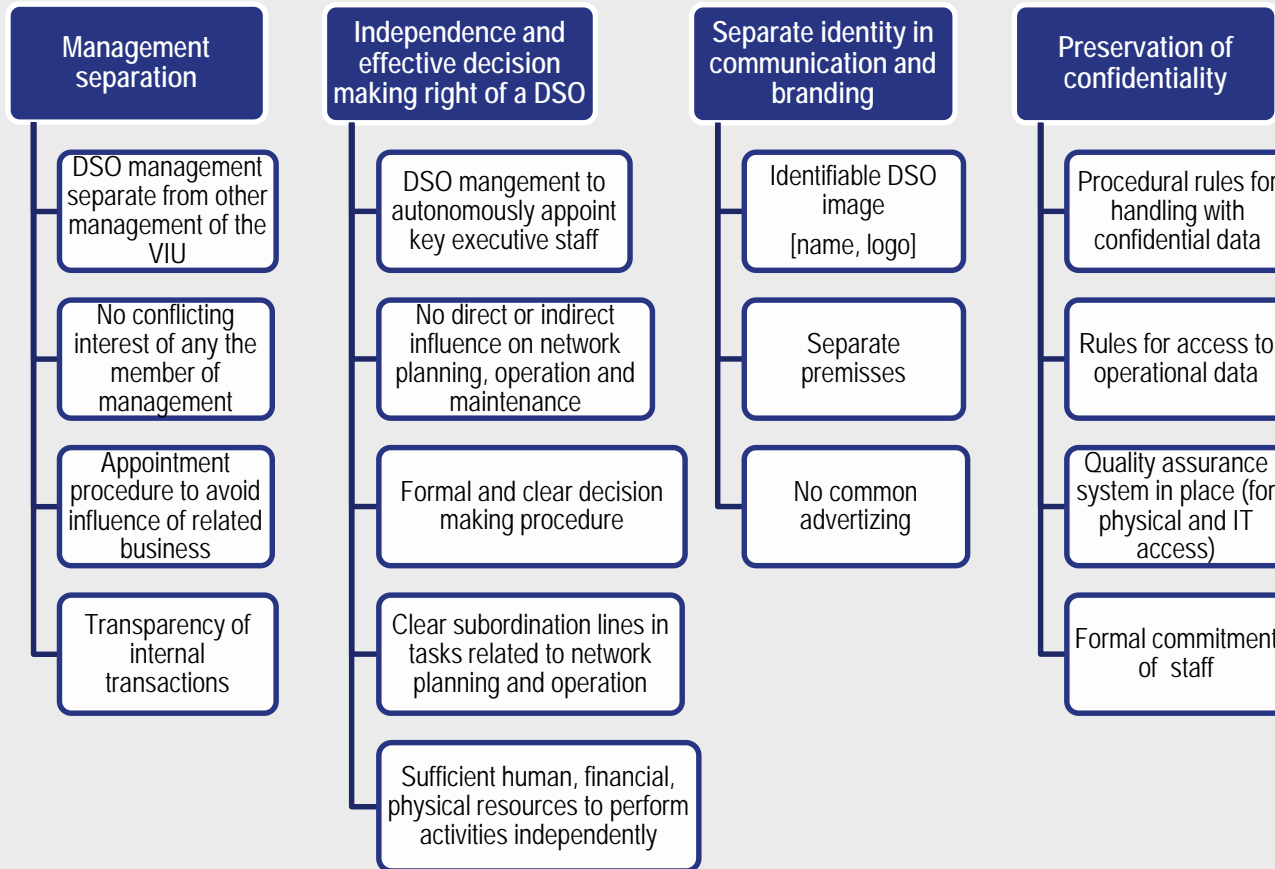 Management
separation
DSO management
separate from other
management of the
VIU
No conflicting
interest of any the
member of
management
Appointment
procedure to avoid
influence of related
business
Transparency of
internal
transactions
Independence and
effective decision
making right of a DSO
DSO mangement to
autonomously appoint
key executive staff
No direct or indirect
influence on network
planning, operation and
maintenance
Formal and clear decision
making procedure
Clear subordination lines in
tasks related to network
planning and operation
Sufficient human, financial,
physical resources to perform
activities independently
Separate identity in
communication and
branding
Identifiable DSO
image
[name, logo]
Separate
premisses
No common
advertizing
Preservation of
confidentiality
Procedural rules for
handling with
confidential data
Rules for access to
operational data
Quality assurance
system in place (for
physical and IT
access)
Formal commitment
of staff